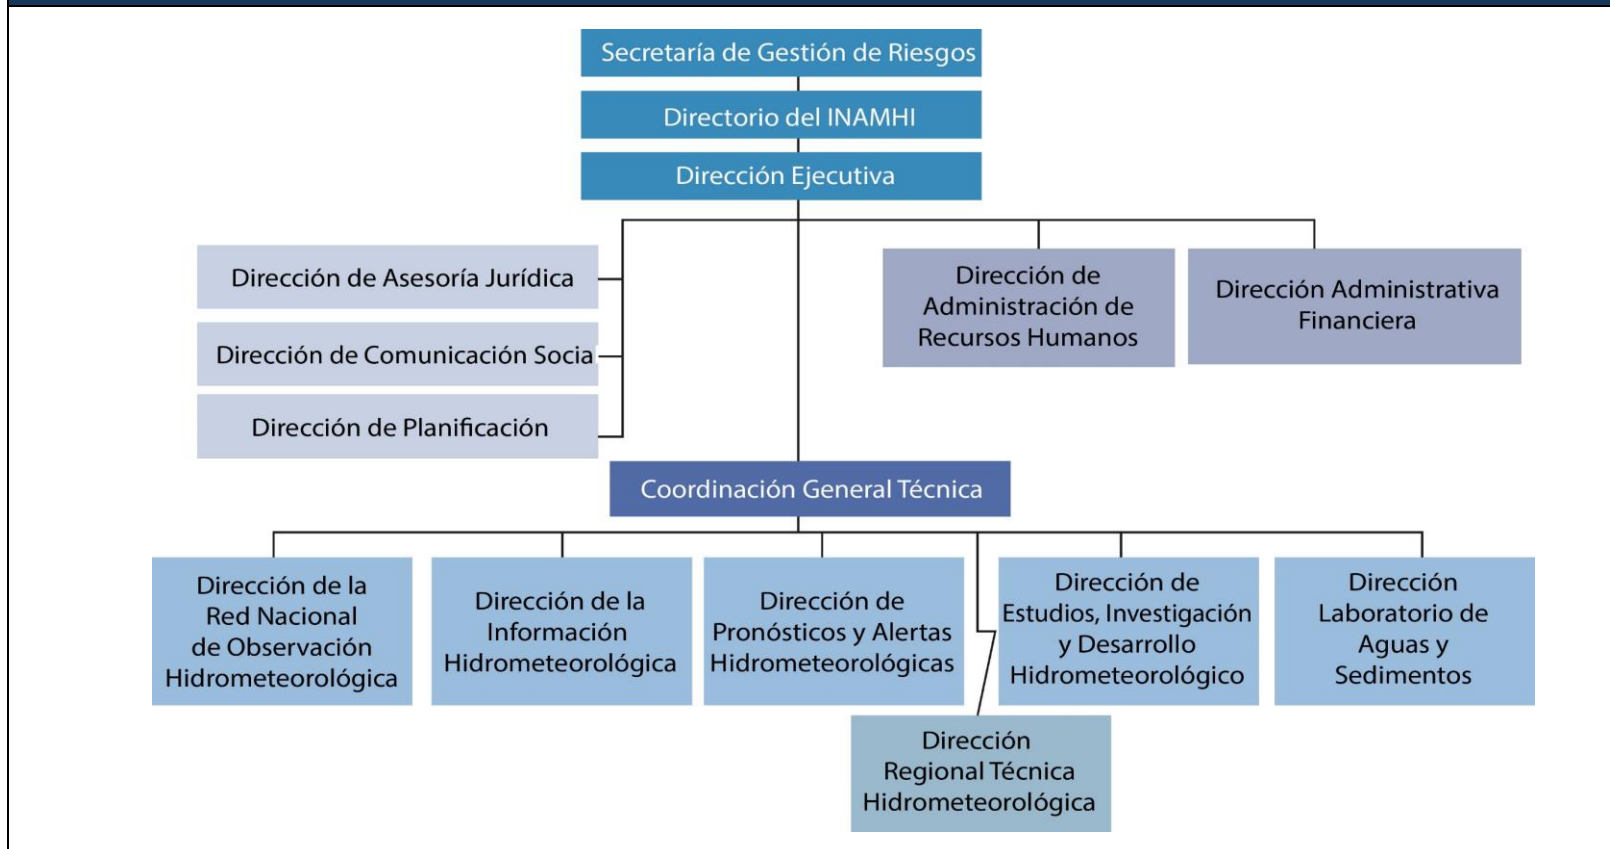 Secretaría de Gestión de Riesgos
Directorio del INAMHI
Dirección Ejecutiva
Dirección de Asesoría Jurídica
Dirección de Comunicación Socia
Dirección de Planificación
Dirección de
Administración de
Recursos Humanos
Dirección Administrativa
Financiera
Coordinación General Técnica
Dirección de la
Red Nacional
de Observación
Hidrometeorológica
Dirección de la
Información
Hidrometeorológica
Dirección de
Pronósticos y Alertas
Hidrometeorológicas
Dirección de
Estudios, Investigación
y Desarrollo
Hidrometeorológico
Dirección
Laboratorio de
Aguas y
Sedimentos
Dirección
Regional Técnica
Hidrometeorológica